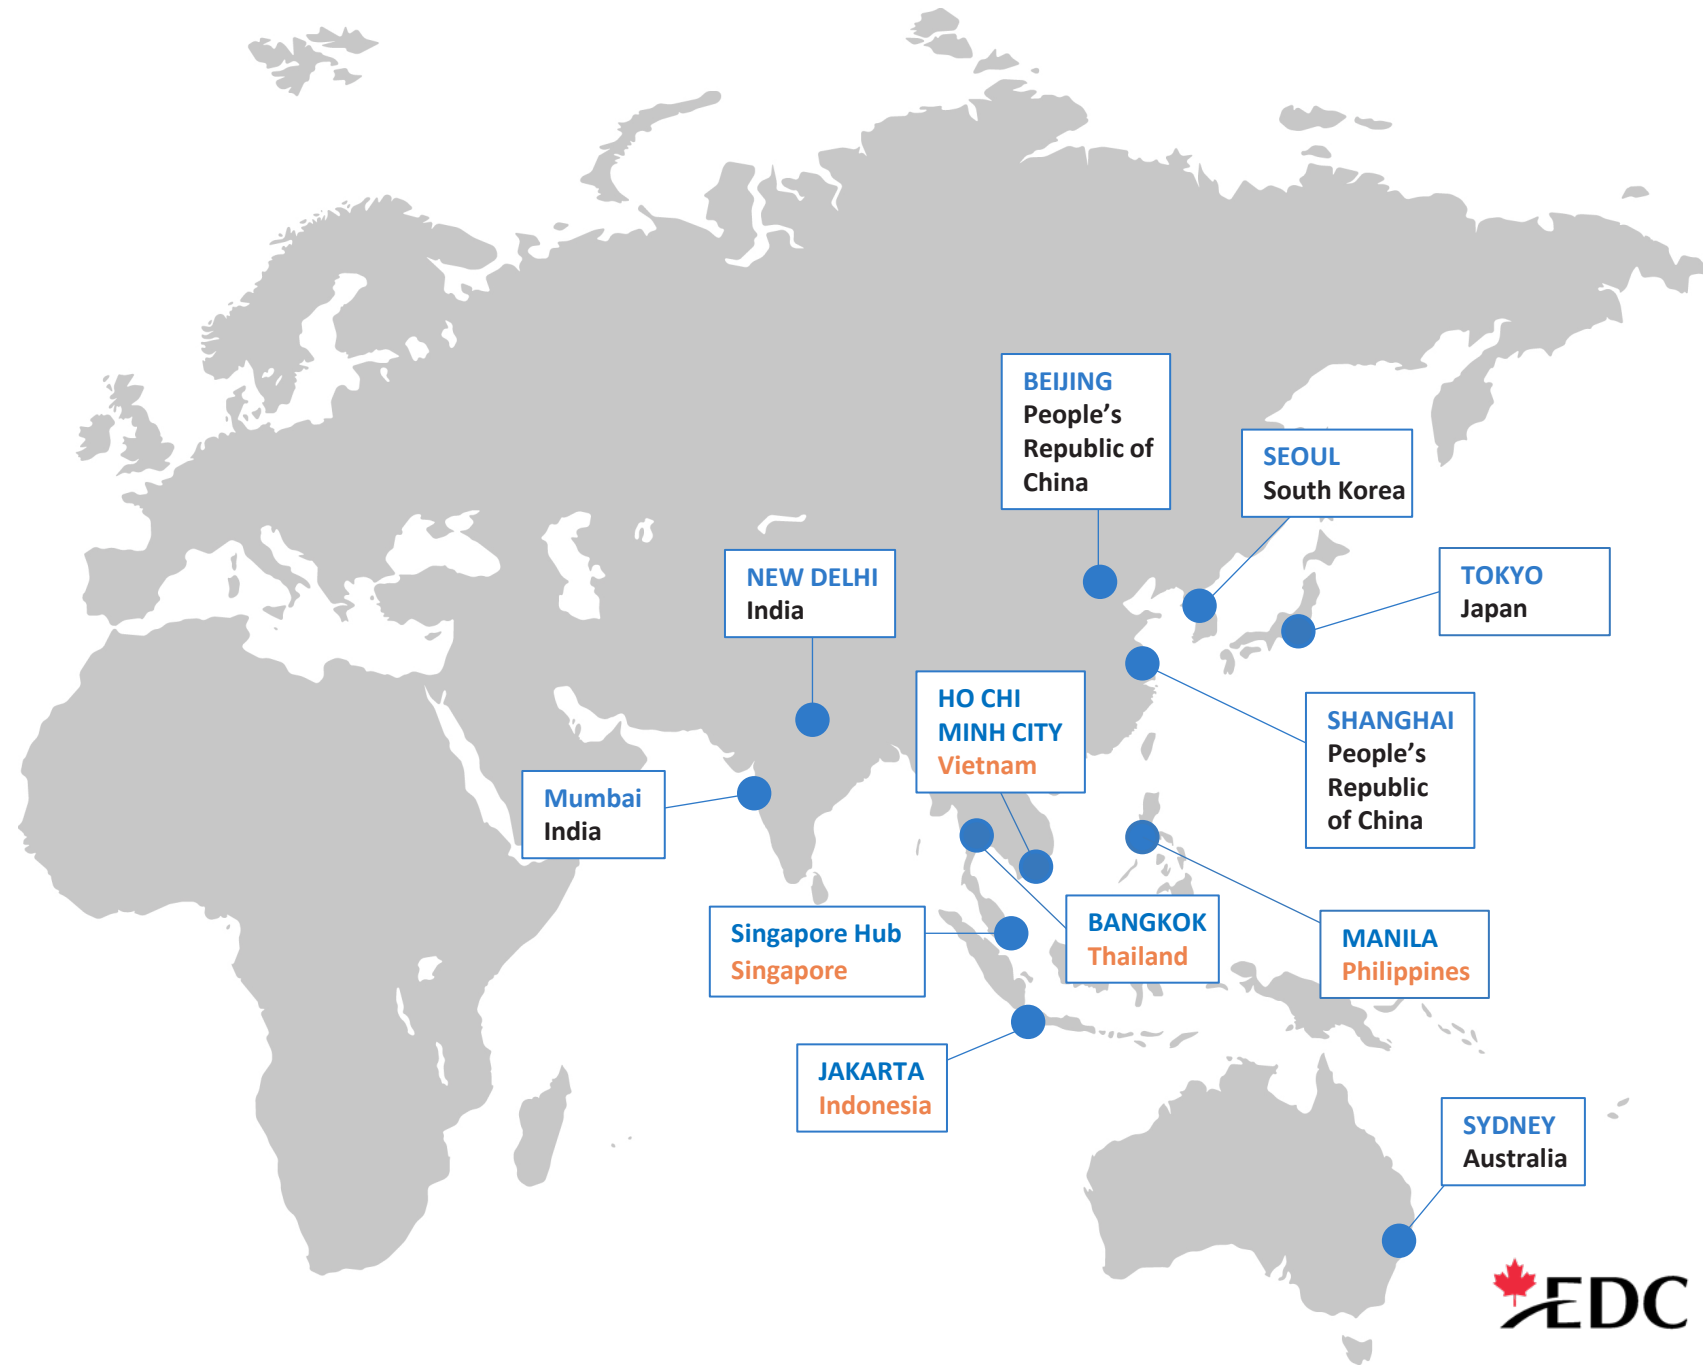 BEIJING
People’s
Republic of
China
SEOUL
South Korea
NEW DELHI
India
TOKYO
Japan
HO CHI
MINH CITY
Vietnam
SHANGHAI
People’s
Republic
of China
Mumbai
India
Singapore Hub
Singapore
BANGKOK
Thailand
MANILA
Philippines
JAKARTA
Indonesia
SYDNEY
Australia
EDC